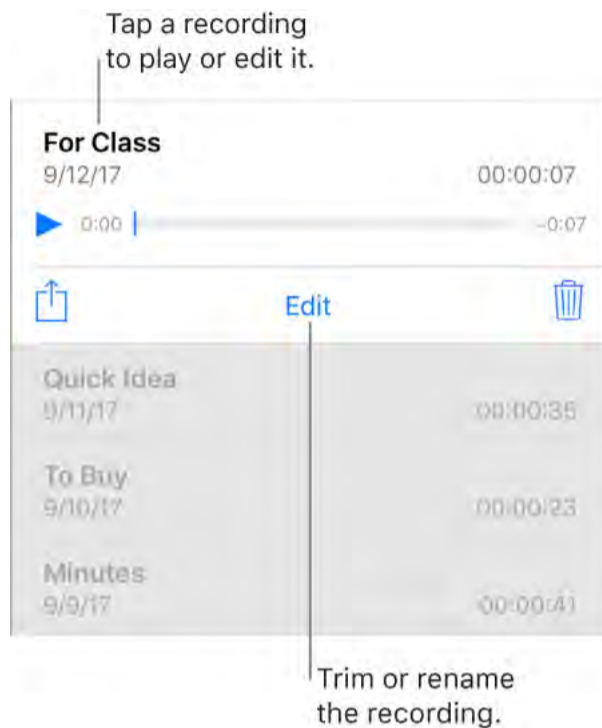 Tap a recording
to play or edit it.
For Class
9/12/17 00:00:07
0:00 -0:07
Edit
Quick Idea
9/11/17 00:00:35
To Buy
9/10/17 00:00:23
Minutes
9/9/17 00:00:41
Trim or rename
the recording.